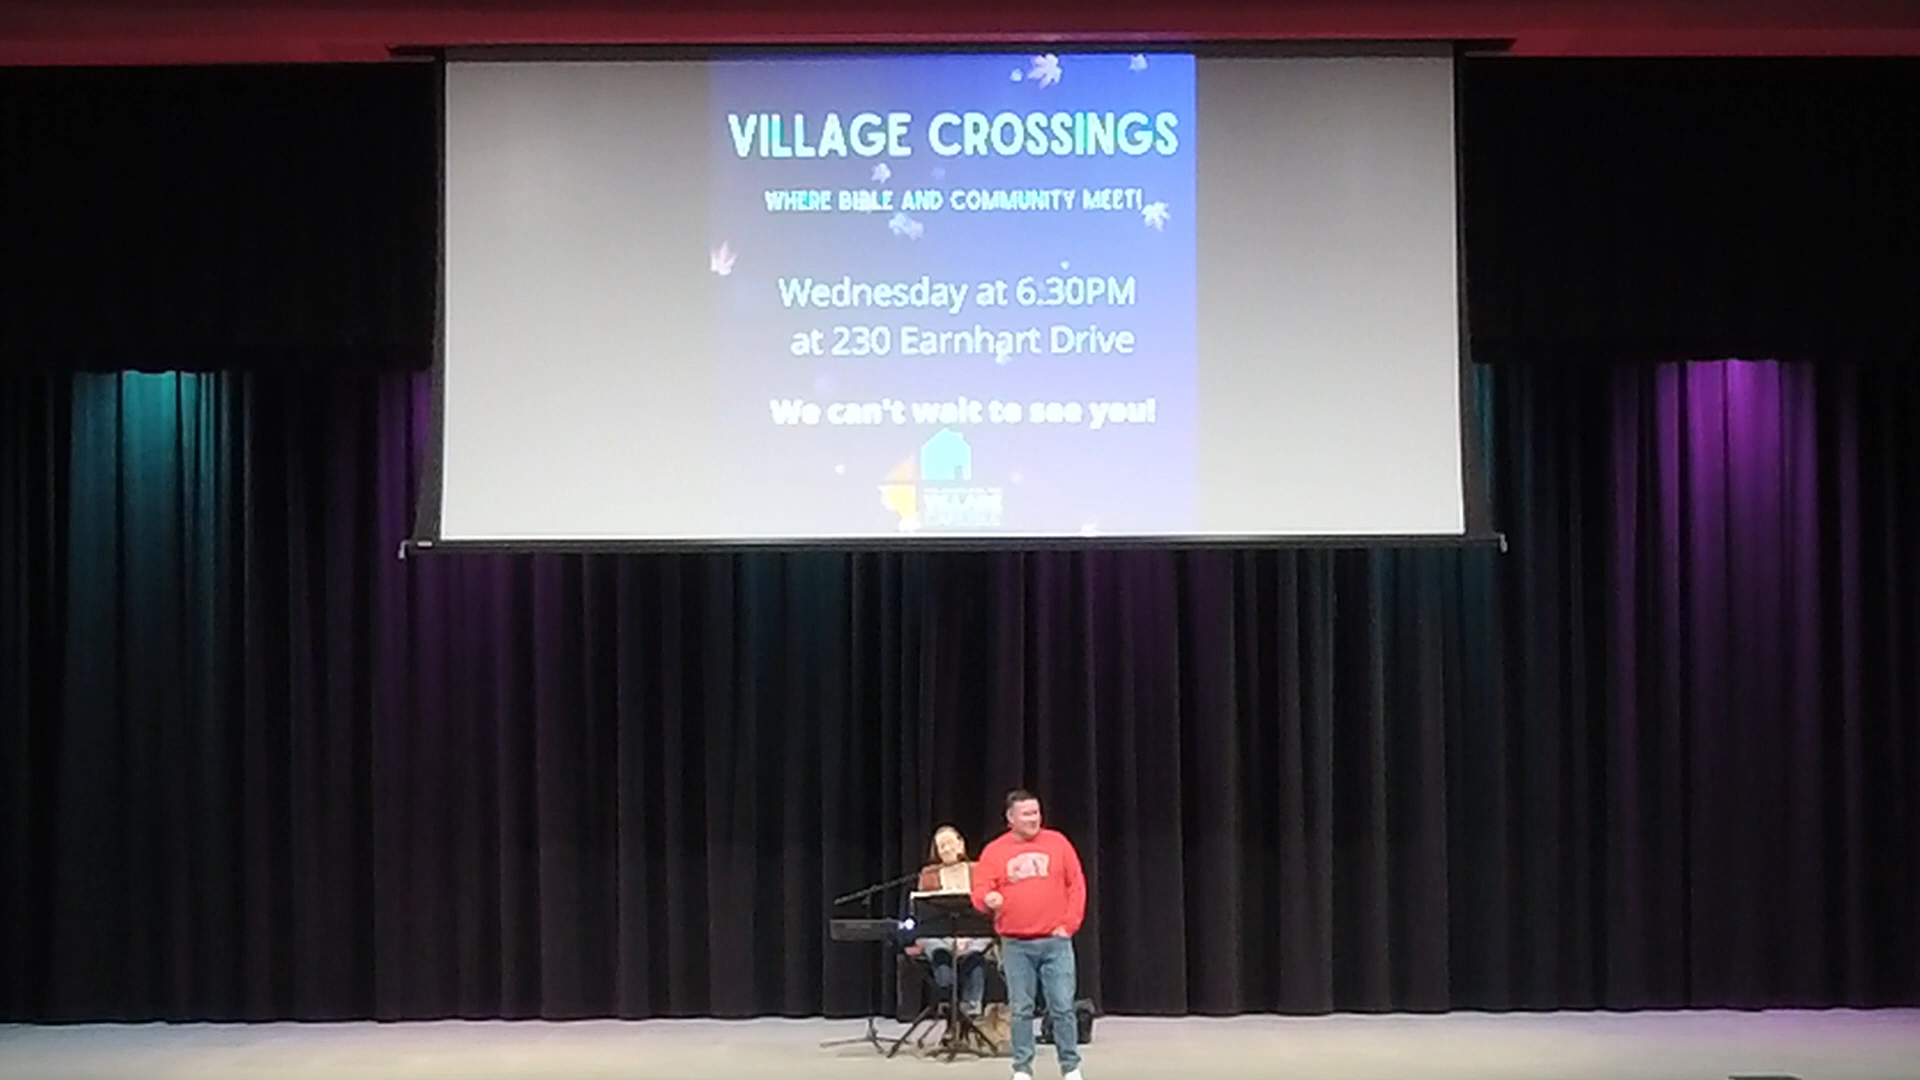 VILLAGE CROSSINGS
WHERE BIBLE AND COMMUNITY MEET!
Wednesday at 6.30PM
at 230 Earnhart Drive
We can't wait to see you!